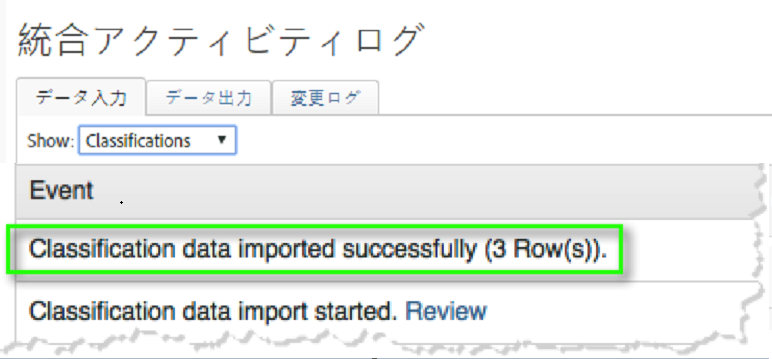 統合アクティビティログ
データ入力 データ出力 変更ログ
Show: Classifications
Event
Classification data imported successfully (3 Row(s)).
Classification data import started. Review